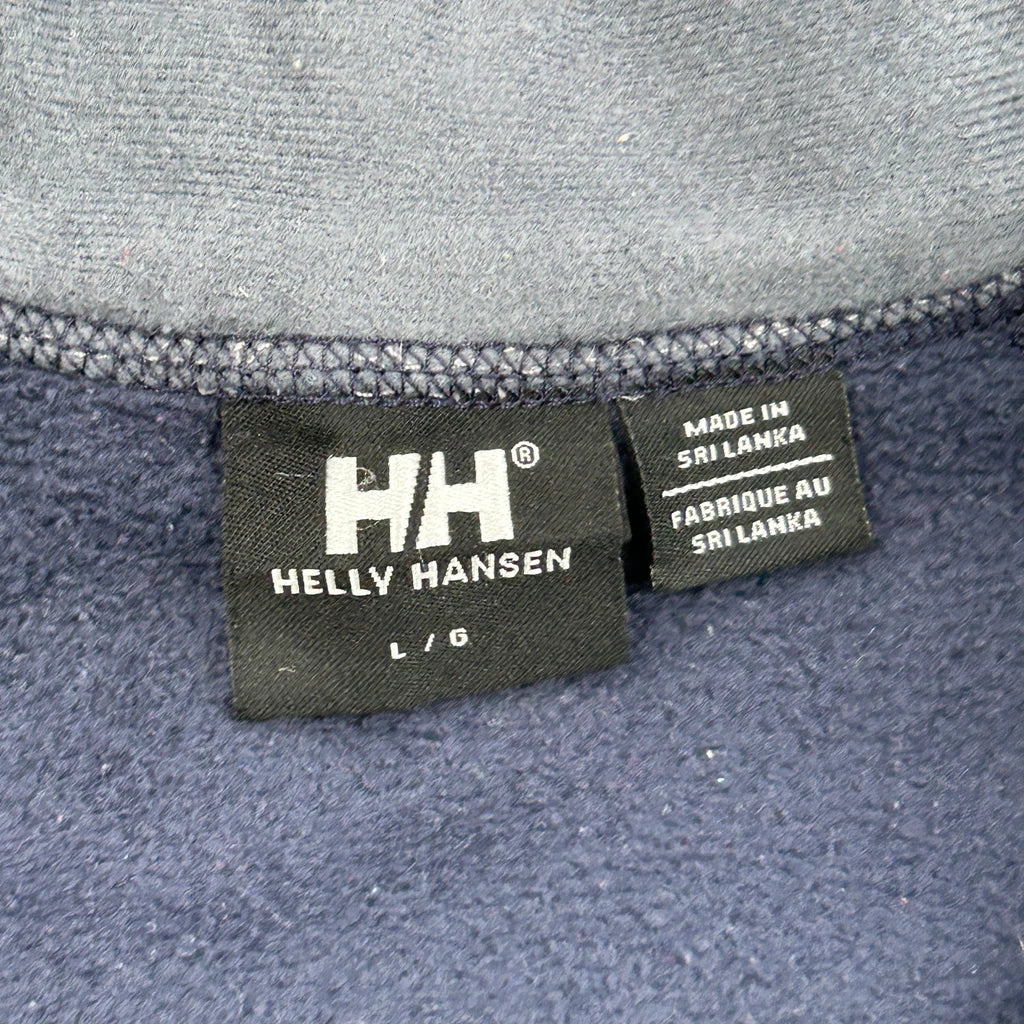 HH®
HELLY HANSEN
L / G
MADE IN
SRI LANKA
FABRIQUE AU
SRI LANKA